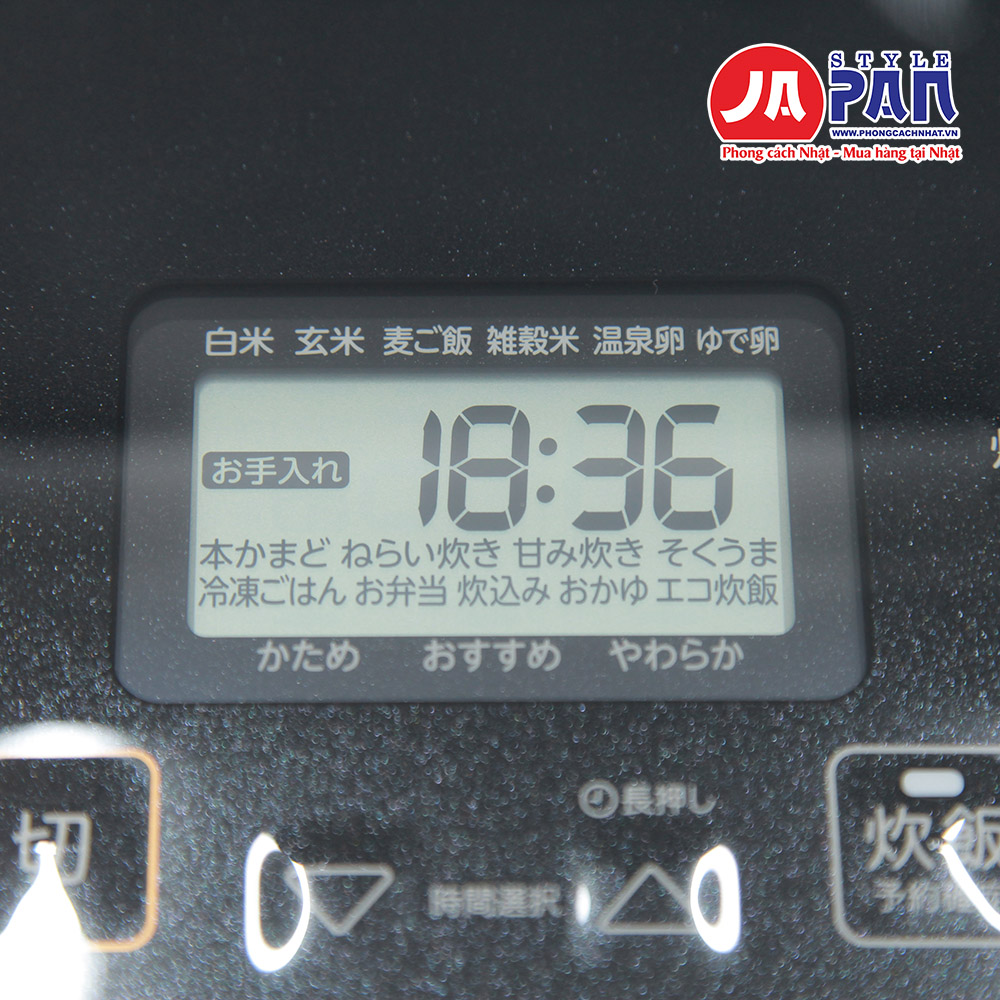 STYLE
JAPAN
WWW.PHONGCACHNHAT.VN
Phong cách Nhật - Mua hàng tại Nhật
白米 玄米 麦ご飯 雑穀米 温泉卵 ゆで卵
18:36
お手入れ
本かまど ねらい炊き 甘み炊き そくうま
冷凍ごはん お弁当 炊込み おかゆ エコ炊飯
かため おすすめ やわらか
長押し
切
時間選択
炊飯